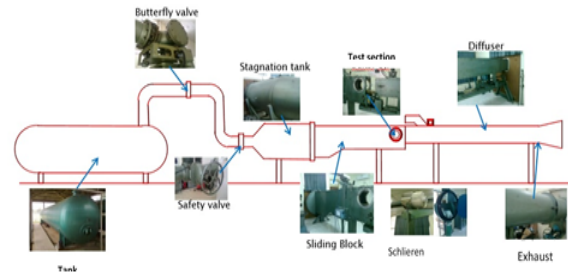 Butterfly valve
Diffuser
Test section
Stagnation tank
Safety valve
Sliding Block
Schlieren
Exhaust
Tank